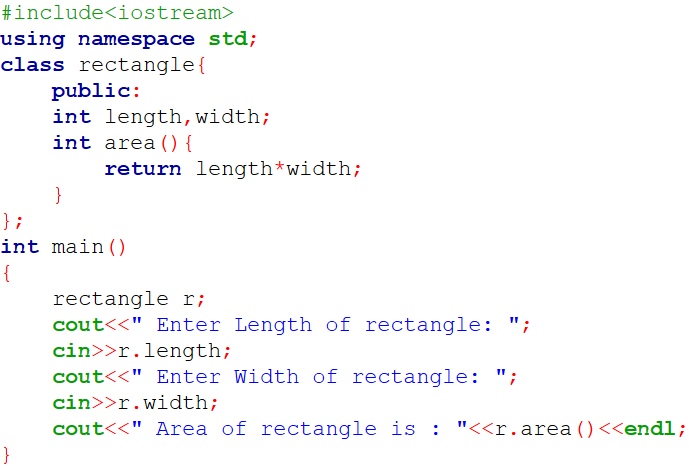 #include<iostream>
using namespace std;
class rectangle{
    public:
    int length,width;
    int area(){
        return length*width;
    }
};
int main()
{
    rectangle r;
    cout<<" Enter Length of rectangle: ";
    cin>>r.length;
    cout<<" Enter Width of rectangle: ";
    cin>>r.width;
    cout<<" Area of rectangle is : "<<r.area()<<endl;
}